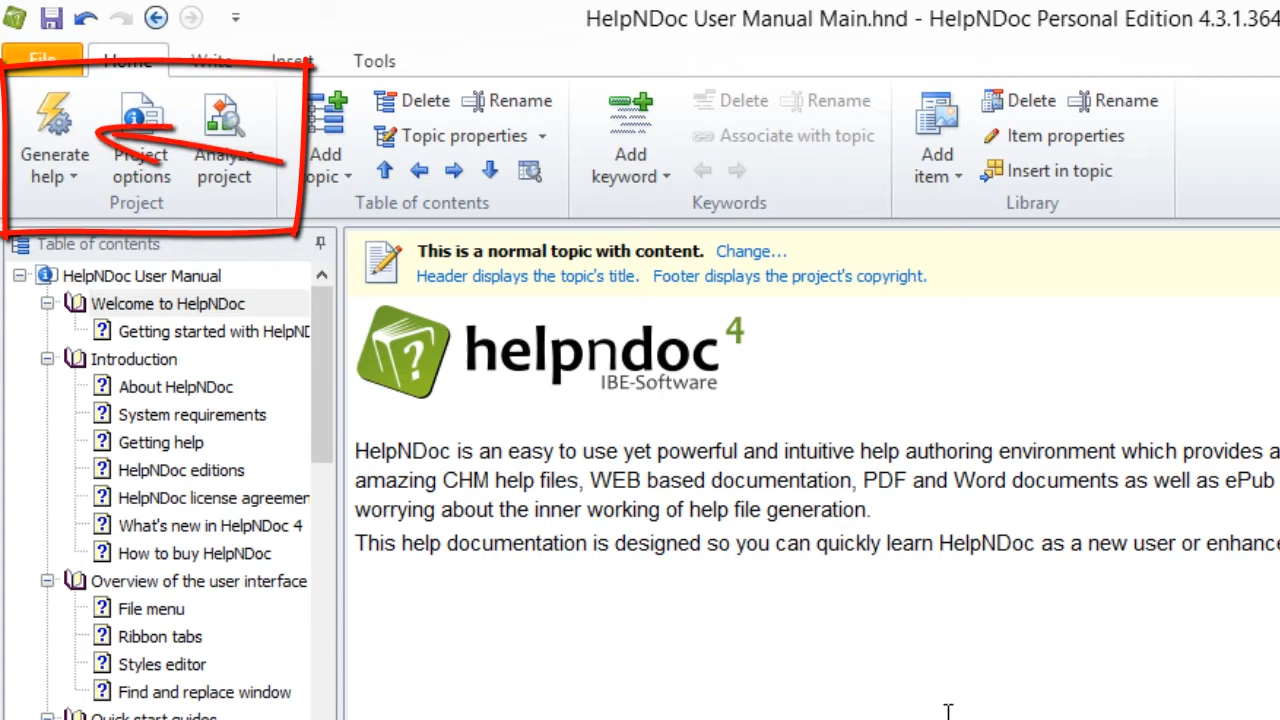 HelpNDoc User Manual Main.hnd - HelpNDoc Personal Edition 4.3.1.364
File Home Write Insert Tools
Generate help
Project options
Analyze project
Project
Add topic
Delete Rename
Topic properties
Table of contents
Add keyword
Delete Rename
Associate with topic
Keywords
Add item
Delete Rename
Item properties
Insert in topic
Library
Table of contents
HelpNDoc User Manual
Welcome to HelpNDoc
Getting started with HelpND
Introduction
About HelpNDoc
System requirements
Getting help
HelpNDoc editions
HelpNDoc license agreemen
What's new in HelpNDoc 4
How to buy HelpNDoc
Overview of the user interface
File menu
Ribbon tabs
Styles editor
Find and replace window
Quick start guides
This is a normal topic with content. Change...
Header displays the topic's title. Footer displays the project's copyright.
helpndoc 4
IBE-Software
HelpNDoc is an easy to use yet powerful and intuitive help authoring environment which provides a
amazing CHM help files, WEB based documentation, PDF and Word documents as well as ePub
worrying about the inner working of help file generation.
This help documentation is designed so you can quickly learn HelpNDoc as a new user or enhance